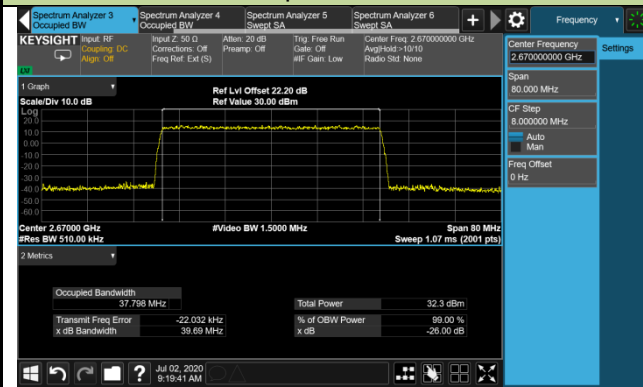 Spectrum Analyzer 3
Occupied BW
Spectrum Analyzer 4
Occupied BW
Spectrum Analyzer 5
Swept SA
Spectrum Analyzer 6
Swept SA
+
Frequency
KEYSIGHT
Input: RF
Coupling: DC
Align: Off
Input Z: 50 Ω
Corrections: Off
Freq Ref: Ext (S)
Atten: 20 dB
Preamp: Off
Trig: Free Run
Gate: Off
#IF Gain: Low
Center Freq: 2.670000000 GHz
Avg|Hold:>10/10
Radio Std: None
Center Frequency
2.670000000 GHz
Settings
Span
80.000 MHz
CF Step
8.000000 MHz
Auto
Man
Freq Offset
0 Hz
1 Graph
Scale/Div 10.0 dB
Ref Lvl Offset 22.20 dB
Ref Value 30.00 dBm
Log
20.0
10.0
0.00
-10.0
-20.0
-30.0
-40.0
-50.0
-60.0
Center 2.67000 GHz
#Res BW 510.00 kHz
#Video BW 1.5000 MHz
Span 80 MHz
Sweep 1.07 ms (2001 pts)
2 Metrics
Occupied Bandwidth
37.798 MHz
Total Power 32.3 dBm
Transmit Freq Error -22.032 kHz
% of OBW Power 99.00 %
x dB Bandwidth 39.69 MHz
x dB -26.00 dB
?
Jul 02, 2020
9:19:41 AM